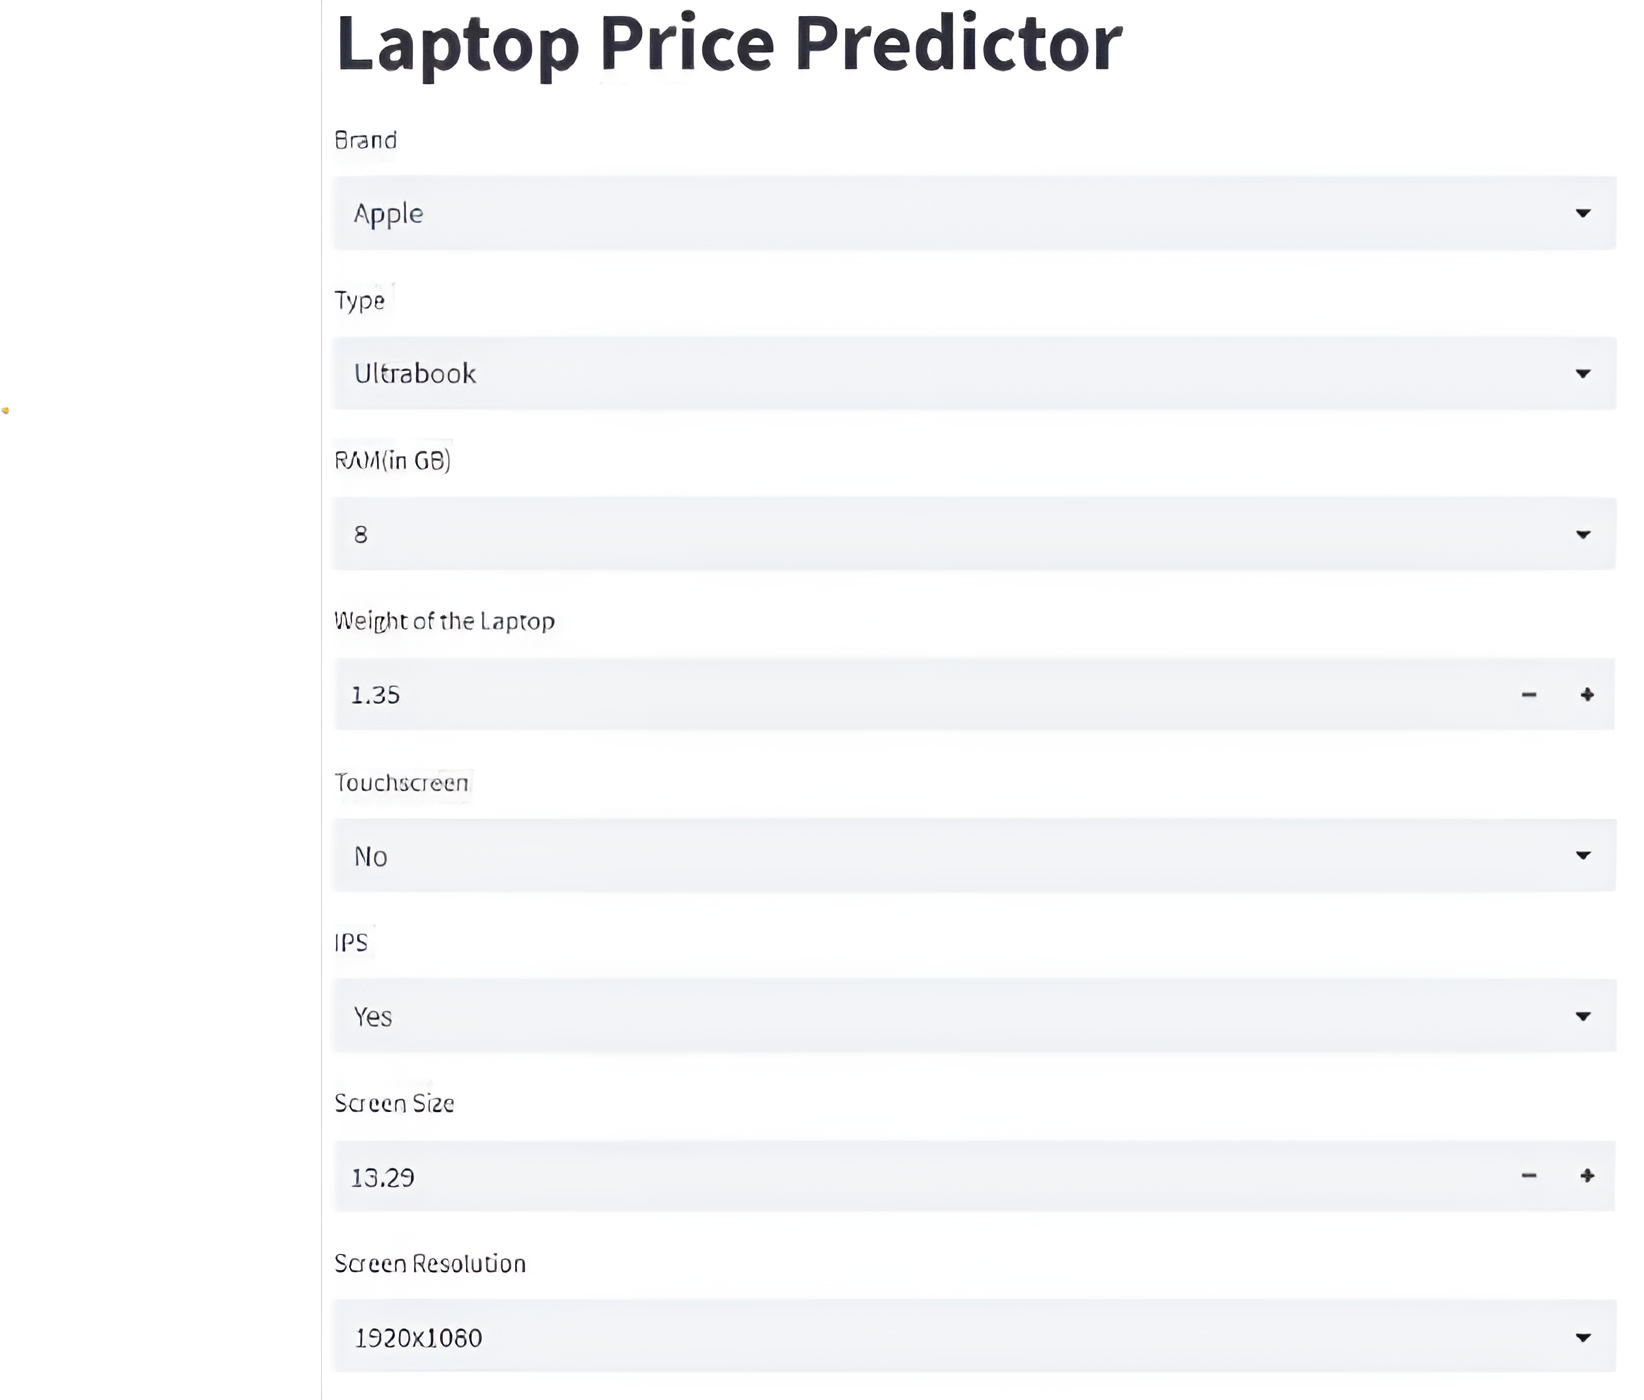 Laptop Price Predictor
Brand
Apple
Type
Ultrabook
RAM(in GB)
8
Weight of the Laptop
1.35
Touchscreen
No
IPS
Yes
Screen Size
13.29
Screen Resolution
1920x1080